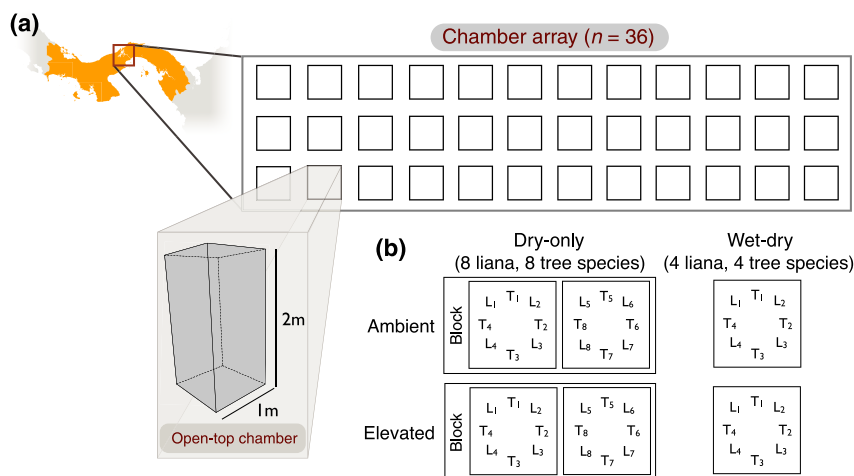 (a)
Chamber array (n = 36)
2m
1m
Open-top chamber
(b)
Dry-only
(8 liana, 8 tree species)
Wet-dry
(4 liana, 4 tree species)
Ambient
Block
L1 T1 L2
T4 T2
L4 T3 L3
L5 T5 L6
T8 T6
L8 T7 L7
L1 T1 L2
T4 T2
L4 T3 L3
Elevated
Block
L1 T1 L2
T4 T2
L4 T3 L3
L5 T5 L6
T8 T6
L8 T7 L7
L1 T1 L2
T4 T2
L4 T3 L3